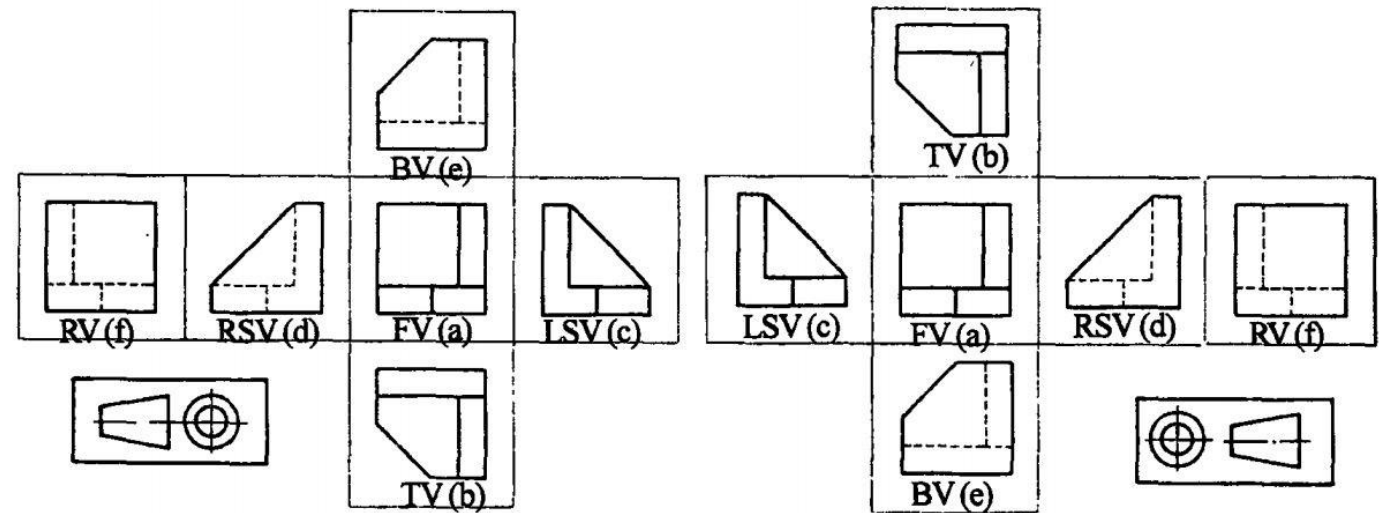 BV (e)
TV (b)
RV (f)
RSV (d)
FV (a)
LSV (c)
LSV (c)
FV (a)
RSV (d)
RV (f)
TV (b)
BV (e)